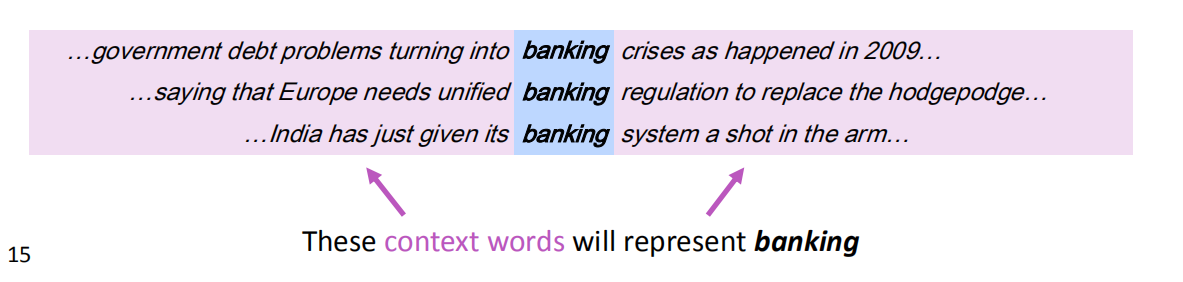 …government debt problems turning into banking crises as happened in 2009…
…saying that Europe needs unified banking regulation to replace the hodgepodge…
…India has just given its banking system a shot in the arm…
These context words will represent banking
15